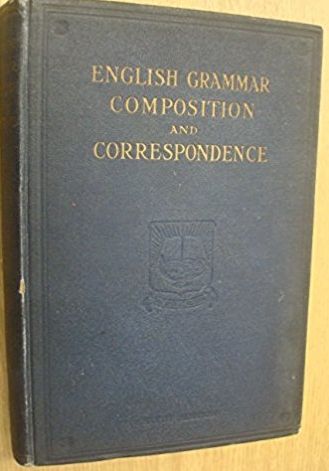 ENGLISH GRAMMAR
COMPOSITION
AND
CORRESPONDENCE